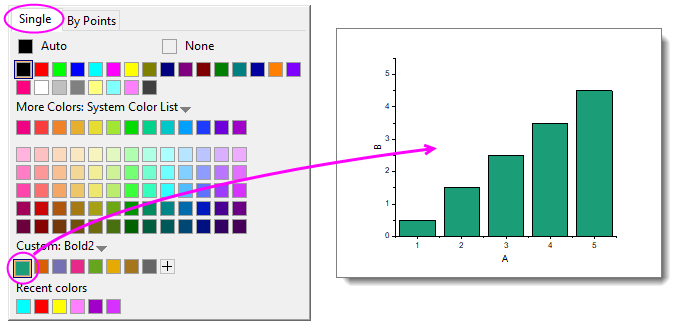 Single By Points
Auto None
More Colors: System Color List
Custom: Bold2
Recent colors
5
4
3
2
1
0
B
1 2 3 4 5
A